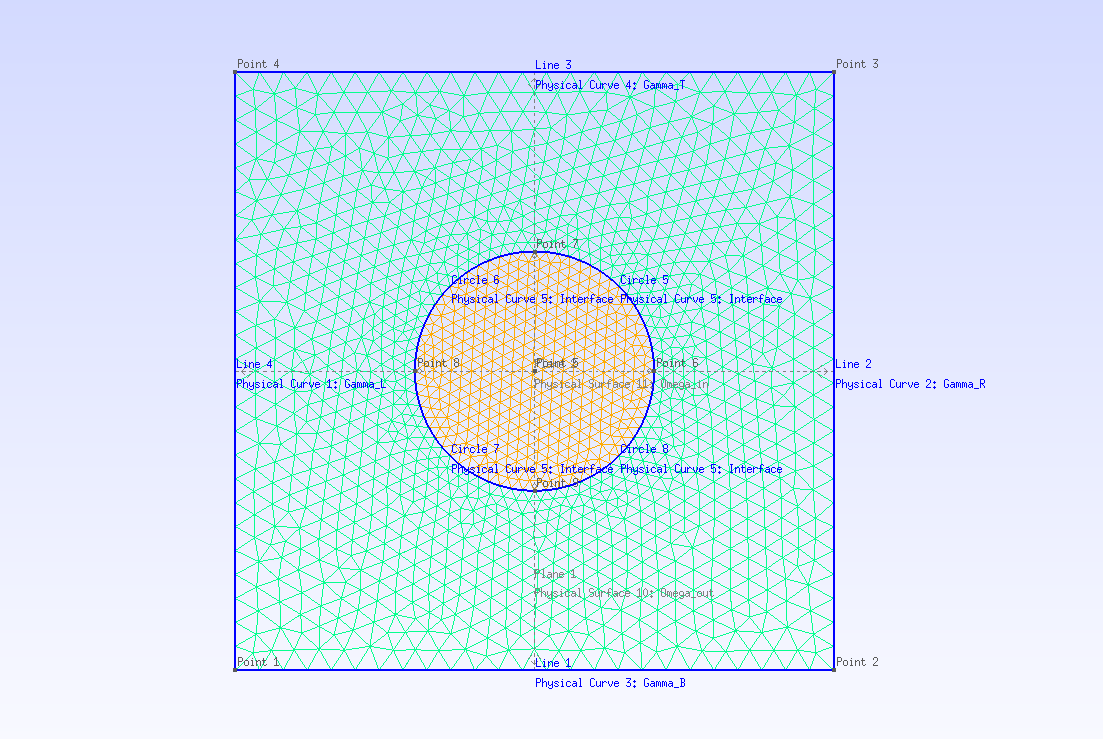 Point 4
Line 3
Point 3
Physical Curve 4: Gamma_T
Point 7
Circle 6
Circle 5
Physical Curve 5: Interface
Physical Curve 5: Interface
Line 4
Point 8
Point 6
Line 2
Physical Curve 1: Gamma_L
Physical Surface 11: Omega_in
Physical Curve 2: Gamma_R
Circle 7
Circle 8
Physical Curve 5: Interface
Physical Curve 5: Interface
Point 9
Plane 1
Physical Surface 10: Omega_out
Point 1
Line 1
Point 2
Physical Curve 3: Gamma_B